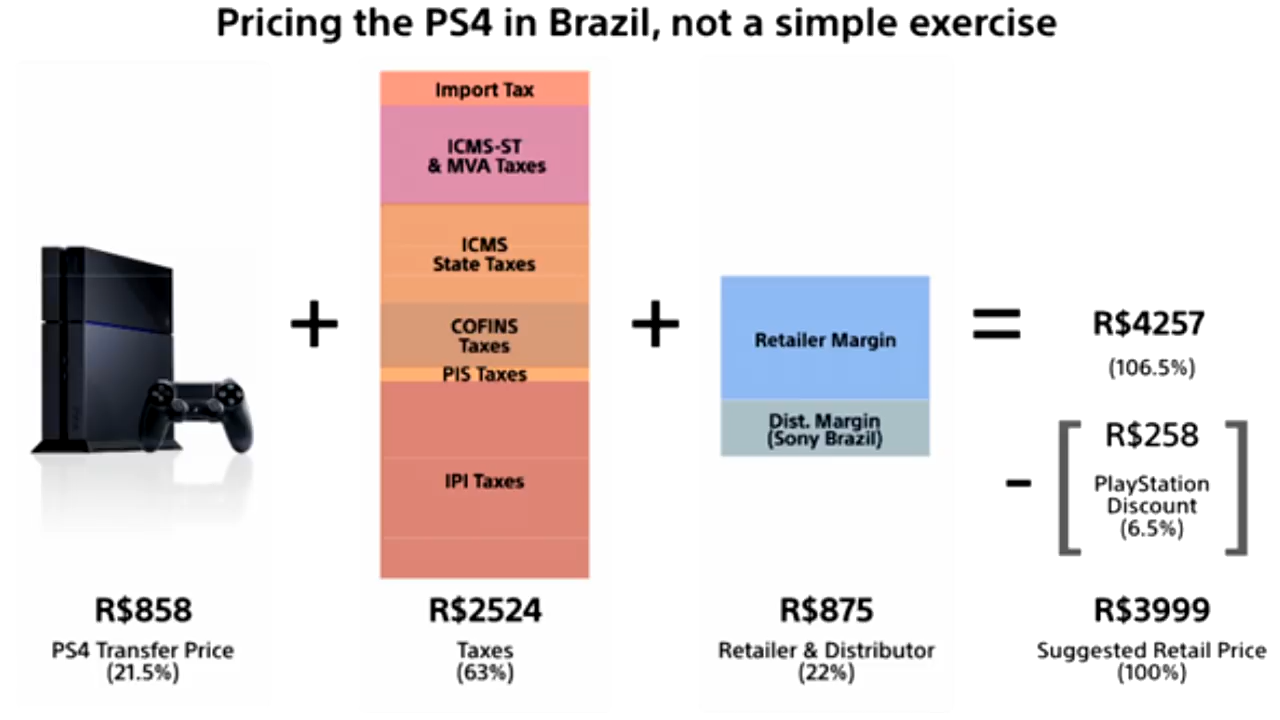 Pricing the PS4 in Brazil, not a simple exercise
Import Tax
ICMS-ST
& MVA Taxes
ICMS
State Taxes
COFINS
Taxes
PIS Taxes
IPI Taxes
+
+
Retailer Margin
Dist. Margin
(Sony Brazil)
=
R$4257
(106.5%)
-
[R$258
PlayStation
Discount
(6.5%)]
R$858
PS4 Transfer Price
(21.5%)
R$2524
Taxes
(63%)
R$875
Retailer & Distributor
(22%)
R$3999
Suggested Retail Price
(100%)